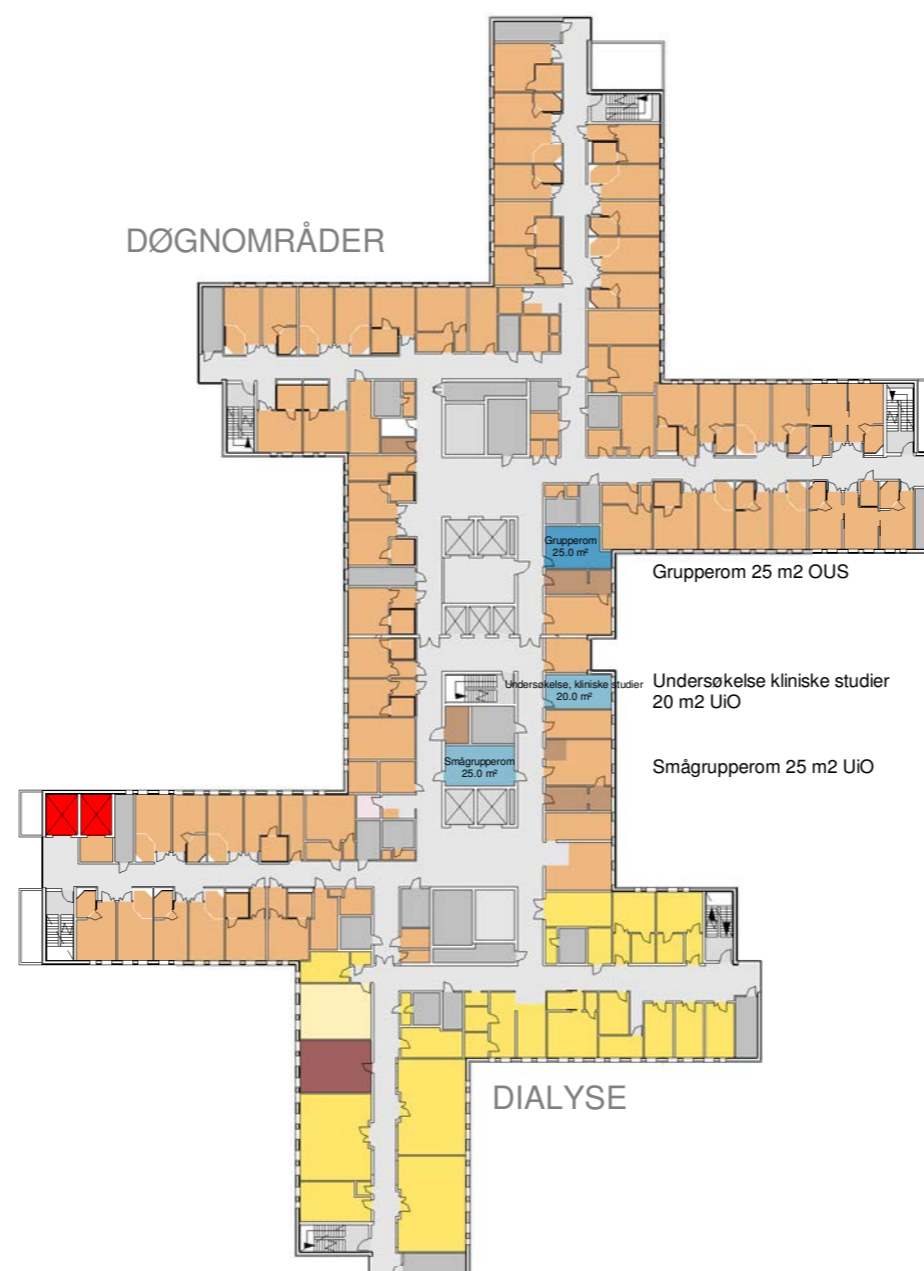 DØGNOMRÅDER
Grupperom
25.0 m²
Grupperom 25 m2 OUS
Undersøkelse, kliniske studier
20.0 m²
Undersøkelse kliniske studier
20 m2 UiO
Smågrupperom
25.0 m²
Smågrupperom 25 m2 UiO
DIALYSE